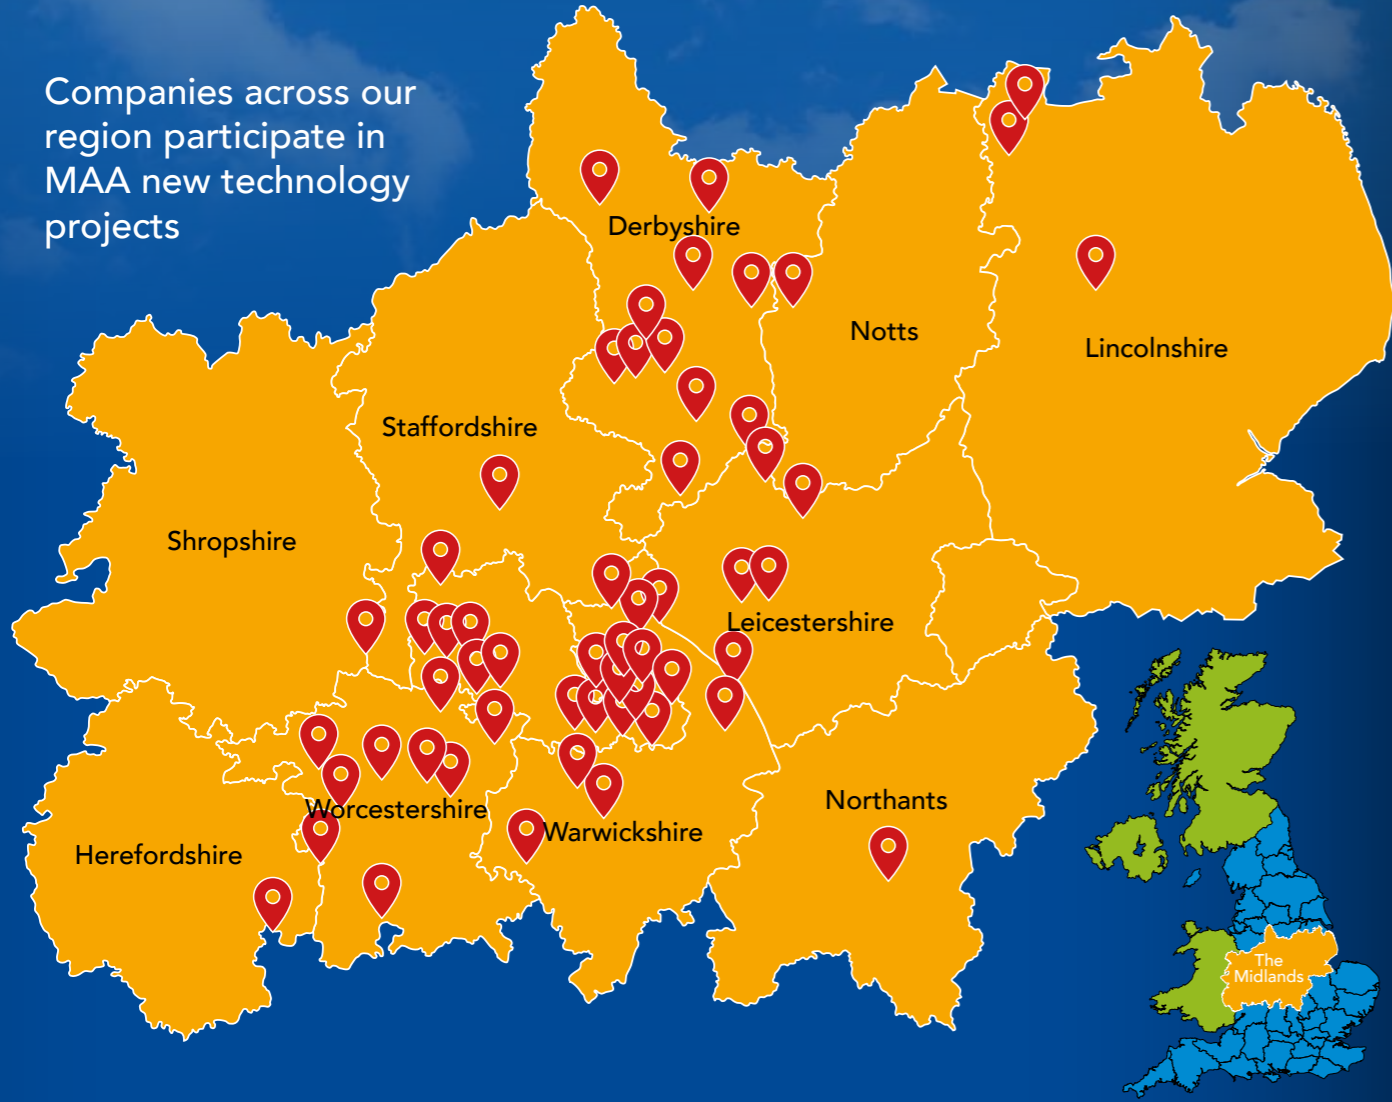 Companies across our
region participate in
MAA new technology
projects
Derbyshire
Notts
Lincolnshire
Staffordshire
Shropshire
Leicestershire
Northants
Worcestershire
Warwickshire
Herefordshire
The
Midlands